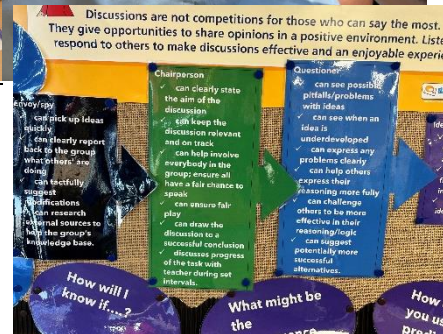 Discussions are not competitions for those who can say the most.
They give opportunities to share opinions in a positive environment. Liste
respond to others to make discussions effective and an enjoyable experie
Envoy/spy
can pick up ideas
quickly
can clearly report
back to the group
what 'others' are
doing
can tactfully
suggest
modifications
can research
external sources to
help the group's
knowledge base.
Chairperson
✓ can clearly state
the aim of the
discussion
✓ can keep the
discussion relevant
and on track
✓ can help involve
everybody in the
group; ensure all
have a fair chance to
speak
✓ can ensure fair
play
✓ can draw the
discussion to a
successful conclusion
✓ discusses progress
of the task with
teacher during set
intervals.
Questioner
✓ can see possible
pitfalls/problems
with ideas
✓ can see when an
idea is
underdeveloped
✓ can express any
problems clearly
✓ can help others
express their
reasoning more fully
✓ can challenge
others to be more
effective in their
reasoning/logic
✓ can suggest
potentially more
successful
alternatives.
How will I
know if....?
What might be
the
How
you us